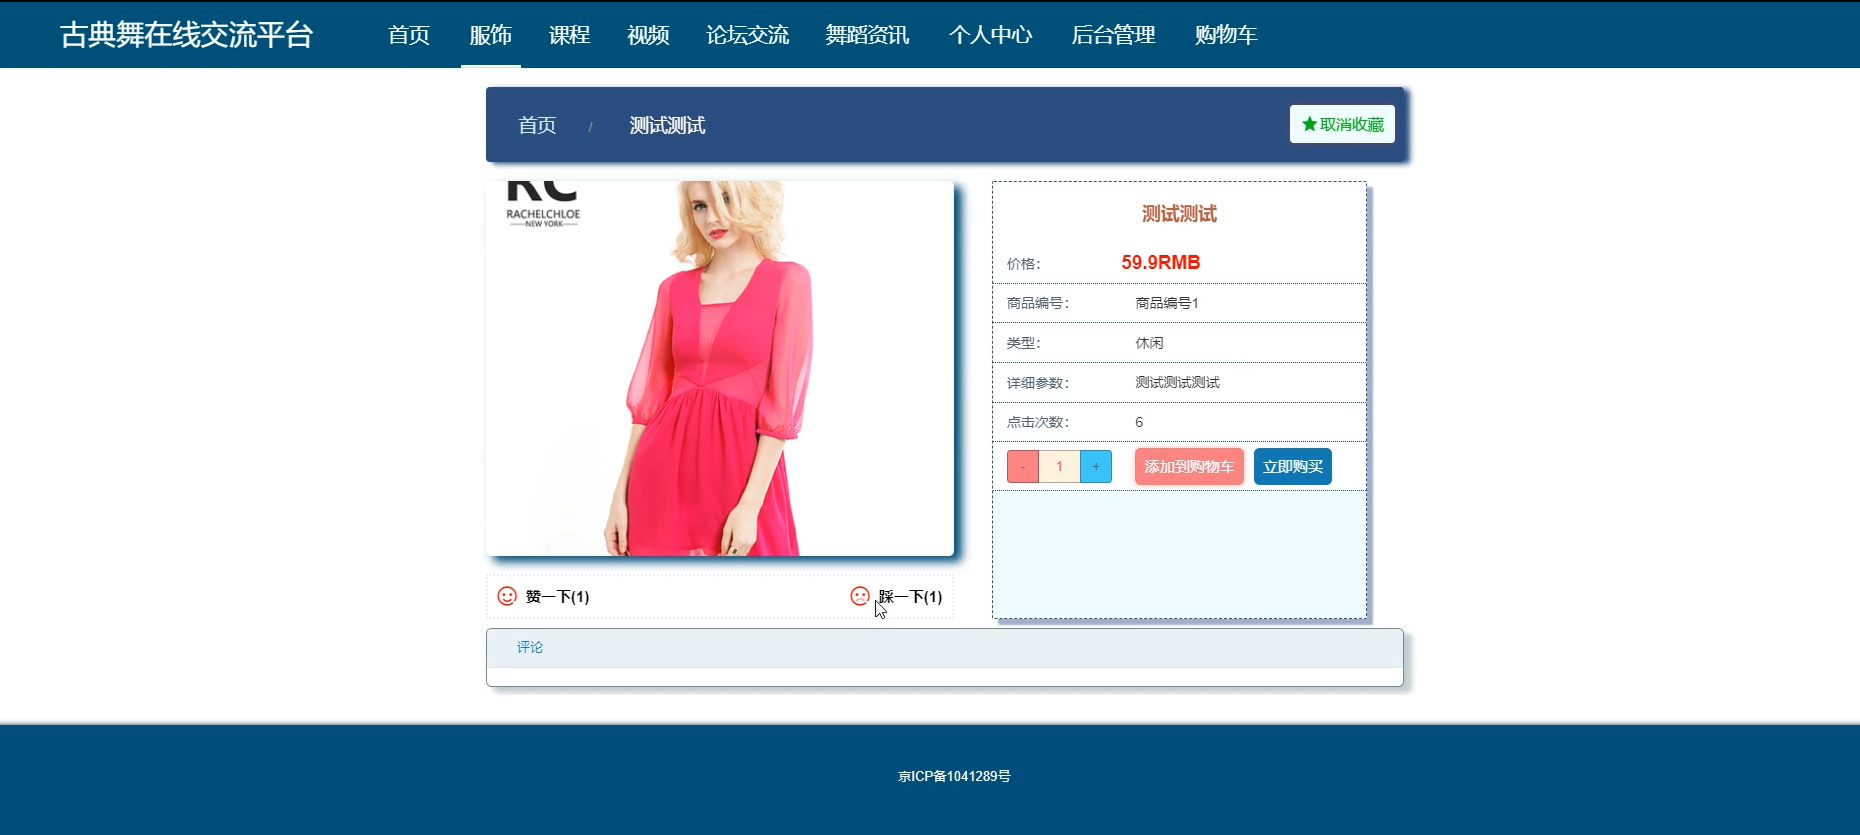 古典舞在线交流平台 首页 服饰 课程 视频 论坛交流 舞蹈资讯 个人中心 后台管理 购物车
首页 / 测试测试 取消收藏
RC
RACHELCHLOE
NEW YORK
测试测试
价格: 59.9RMB
商品编号: 商品编号1
类型: 休闲
详细参数: 测试测试测试
点击次数: 6
- 1 + 添加到购物车 立即购买
赞一下(1) 踩一下(1)
评论
京ICP备1041289号